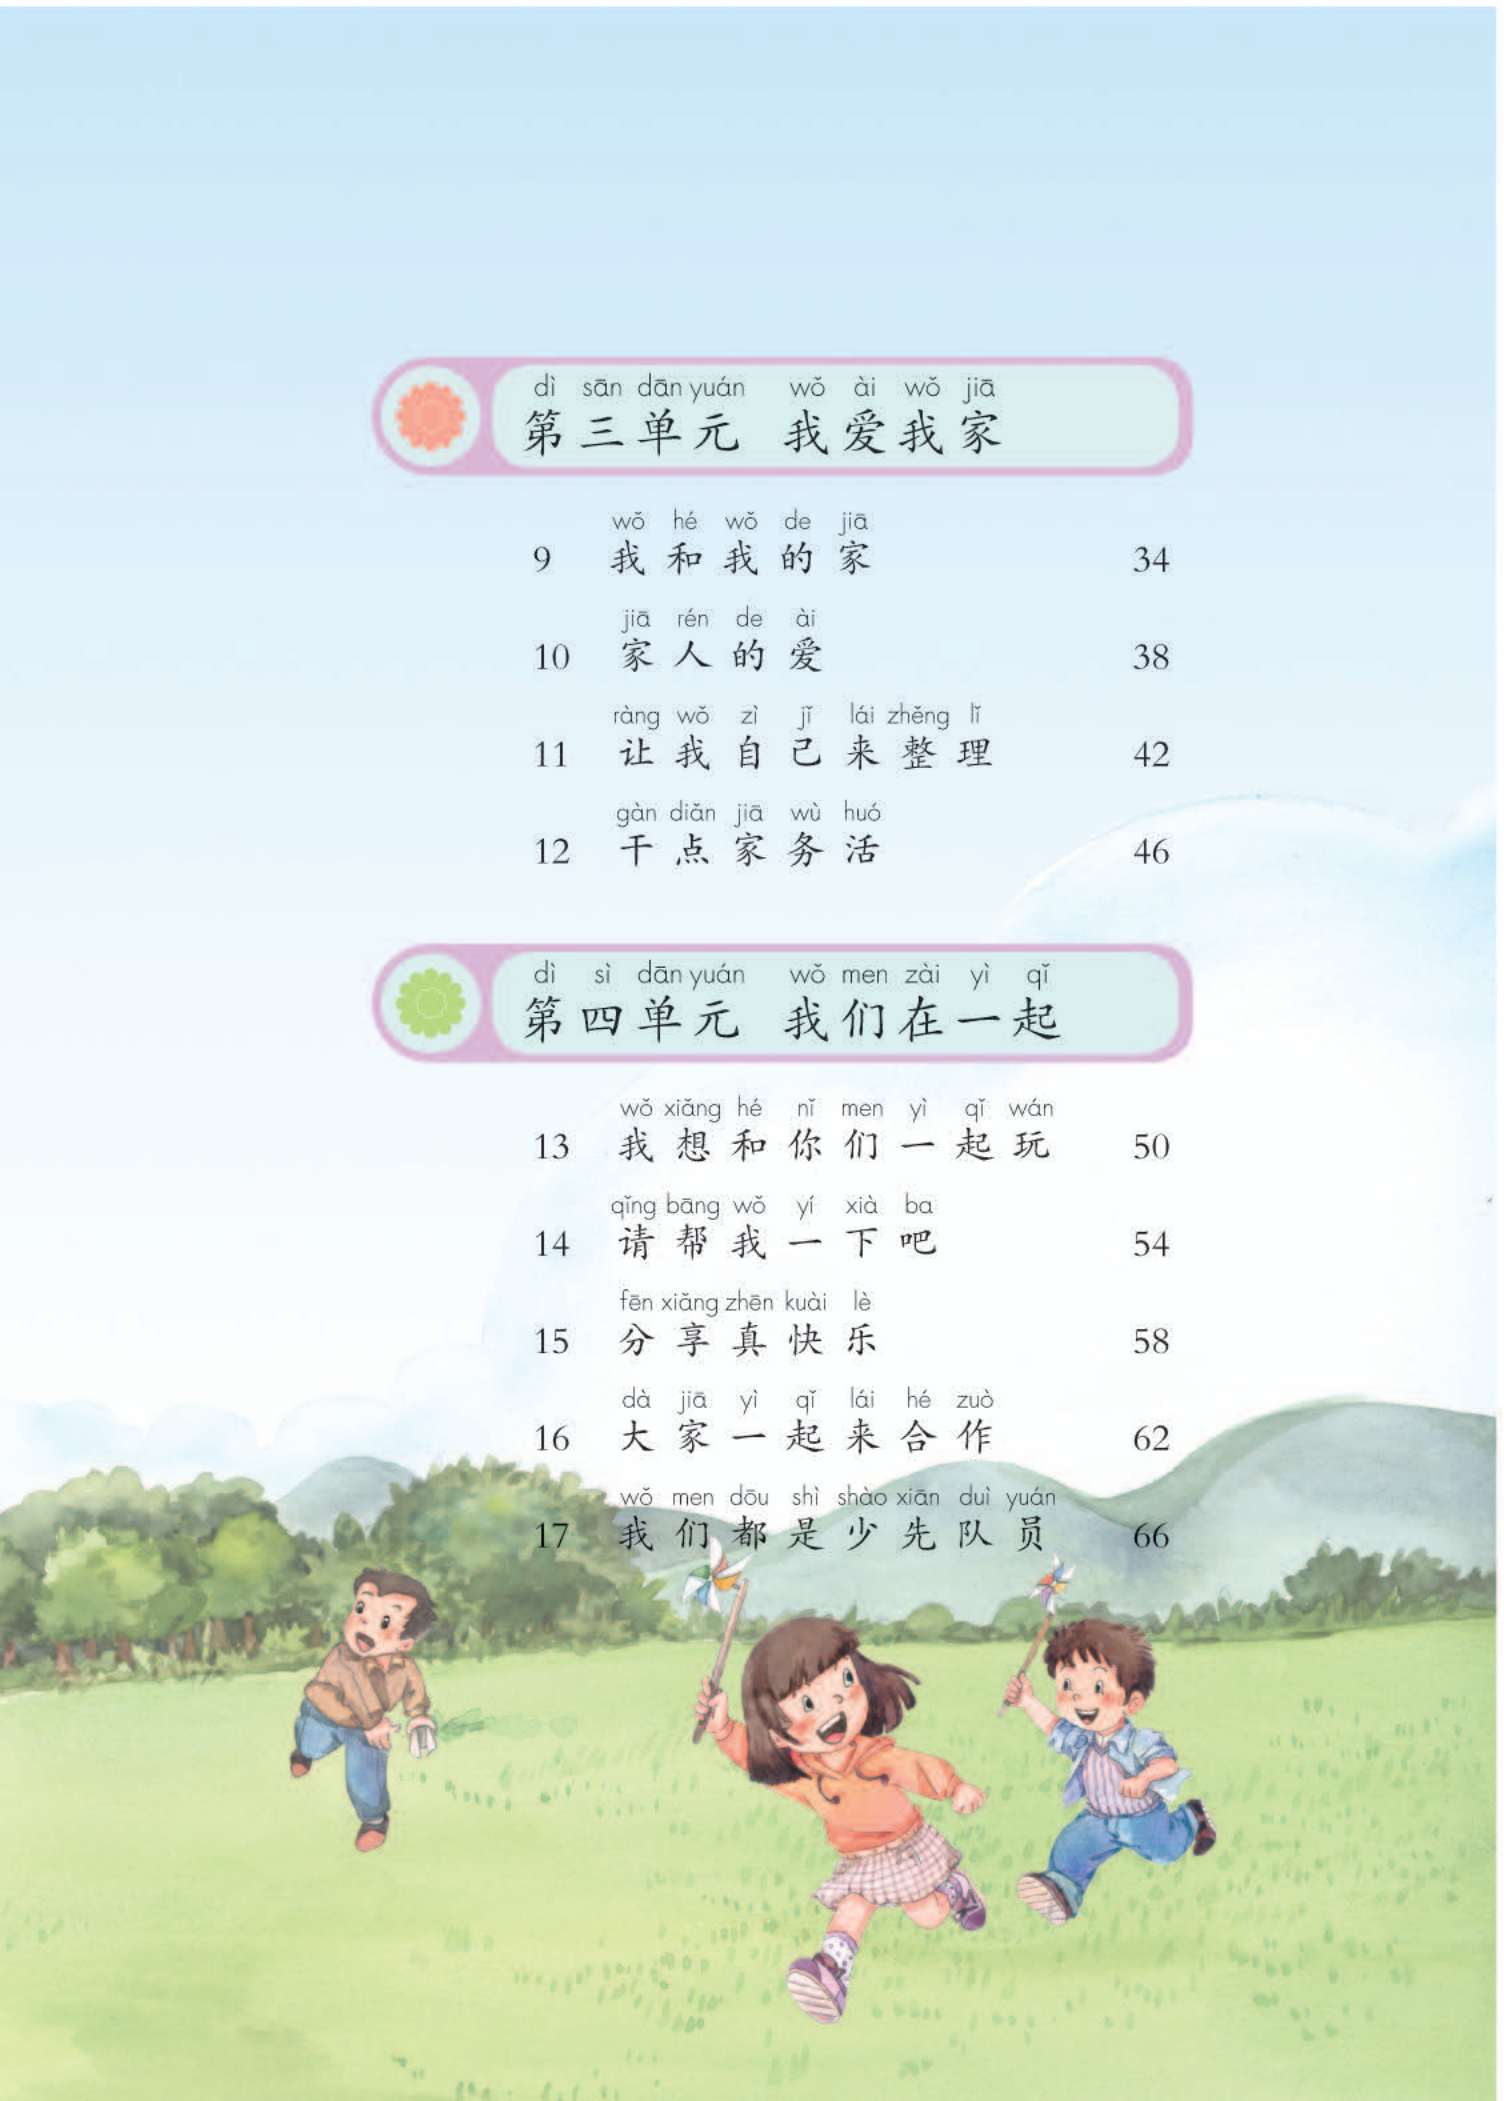 dì sān dān yuán wǒ ài wǒ jiā
第三单元 我爱我家
wǒ hé wǒ de jiā
9 我和我的家 34
jiā rén de ài
10 家人的爱 38
ràng wǒ zì jǐ lái zhěng lǐ
11 让我自己来整理 42
gàn diǎn jiā wù huó
12 干点家务活 46
dì sì dān yuán wǒ men zài yì qǐ
第四单元 我们在一起
wǒ xiǎng hé nǐ men yì qǐ wán
13 我想和你们一起玩 50
qǐng bāng wǒ yí xià ba
14 请帮我一下吧 54
fēn xiǎng zhēn kuài lè
15 分享真快乐 58
dà jiā yì qǐ lái hé zuò
16 大家一起来合作 62
wǒ men dōu shì shào xiān duì yuán
17 我们都是少先队员 66